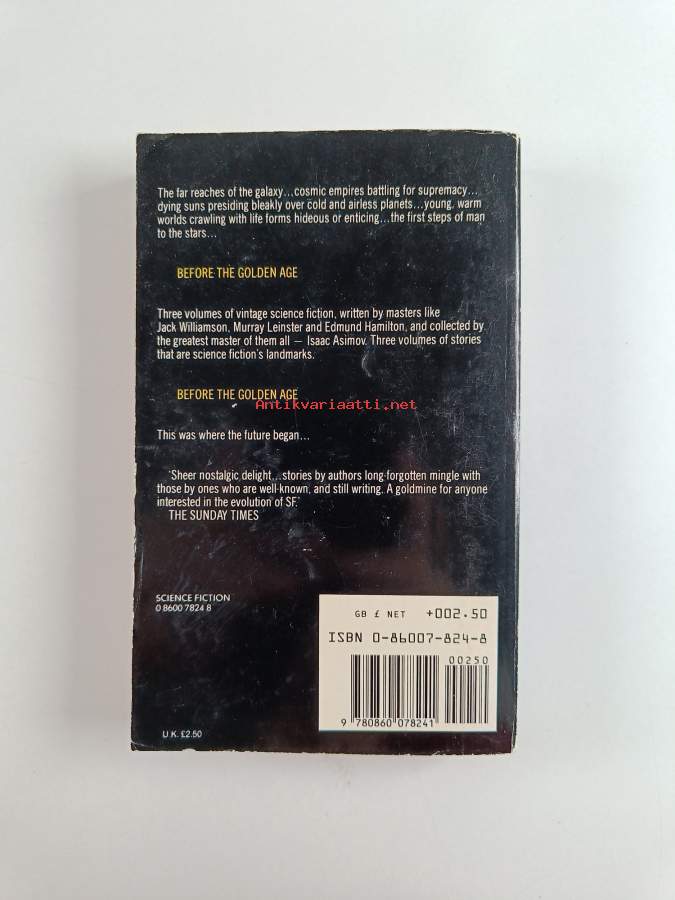 The far reaches of the galaxy...cosmic empires battling for supremacy...
dying suns presiding bleakly over cold and airless planets...young, warm
worlds crawling with life forms hideous or enticing...the first steps of man
to the stars...
BEFORE THE GOLDEN AGE
Three volumes of vintage science fiction, written by masters like
Jack Williamson, Murray Leinster and Edmund Hamilton, and collected by
the greatest master of them all — Isaac Asimov. Three volumes of stories
that are science fiction's landmarks.
BEFORE THE GOLDEN AGE
Antikvariaatti.net
This was where the future began...
'Sheer nostalgic delight...stories by authors long-forgotten mingle with
those by ones who are well-known, and still writing. A goldmine for anyone
interested in the evolution of SF.'
THE SUNDAY TIMES
SCIENCE FICTION
0 8600 7824 8
GB £ NET +002.50
ISBN 0-86007-824-8
00250
9 780860 078241
U.K. £2.50